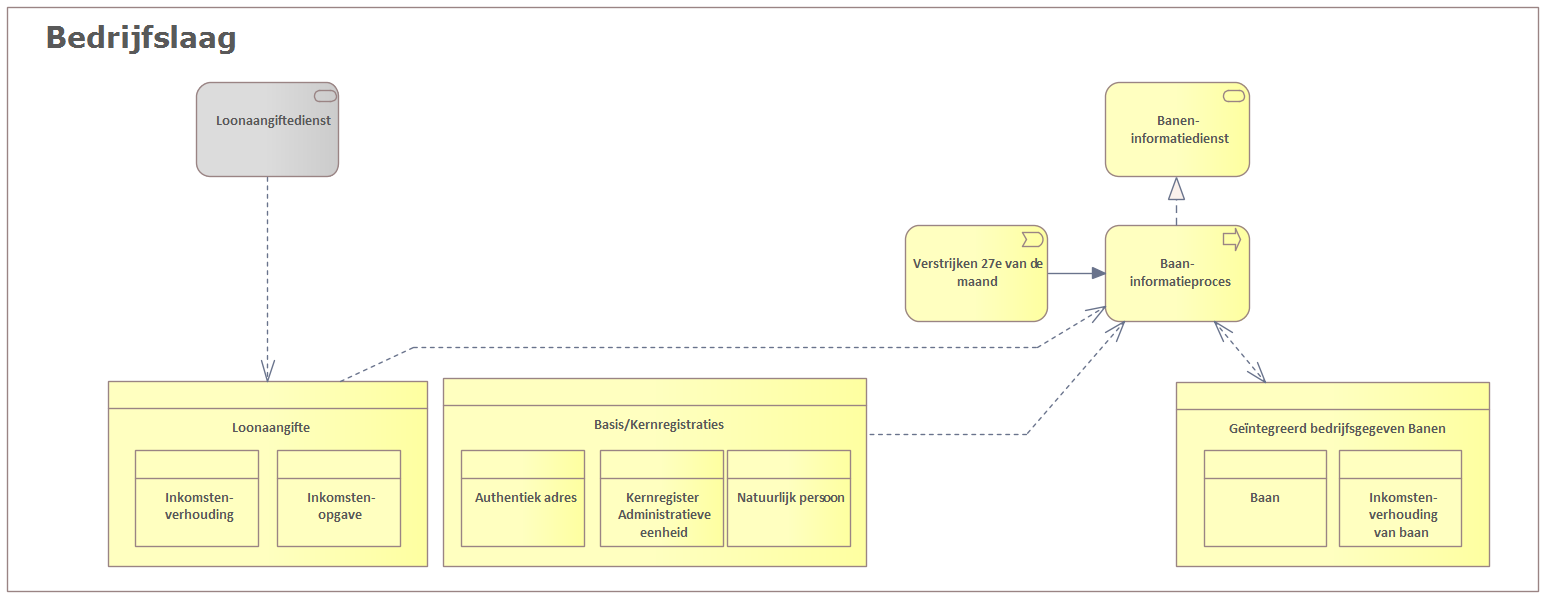 Bedrijfslaag
Loonaangiftedienst
Banen-
informatiedienst
Verstrijken 27e van de
maand
Baan-
informatieproces
Loonaangifte
Inkomsten-
verhouding
Inkomsten-
opgave
Basis/Kernregistraties
Authentiek adres
Kernregister
Administratieve
eenheid
Natuurlijk persoon
Geïntegreerd bedrijfsgegeven Banen
Baan
Inkomsten-
verhouding
van baan